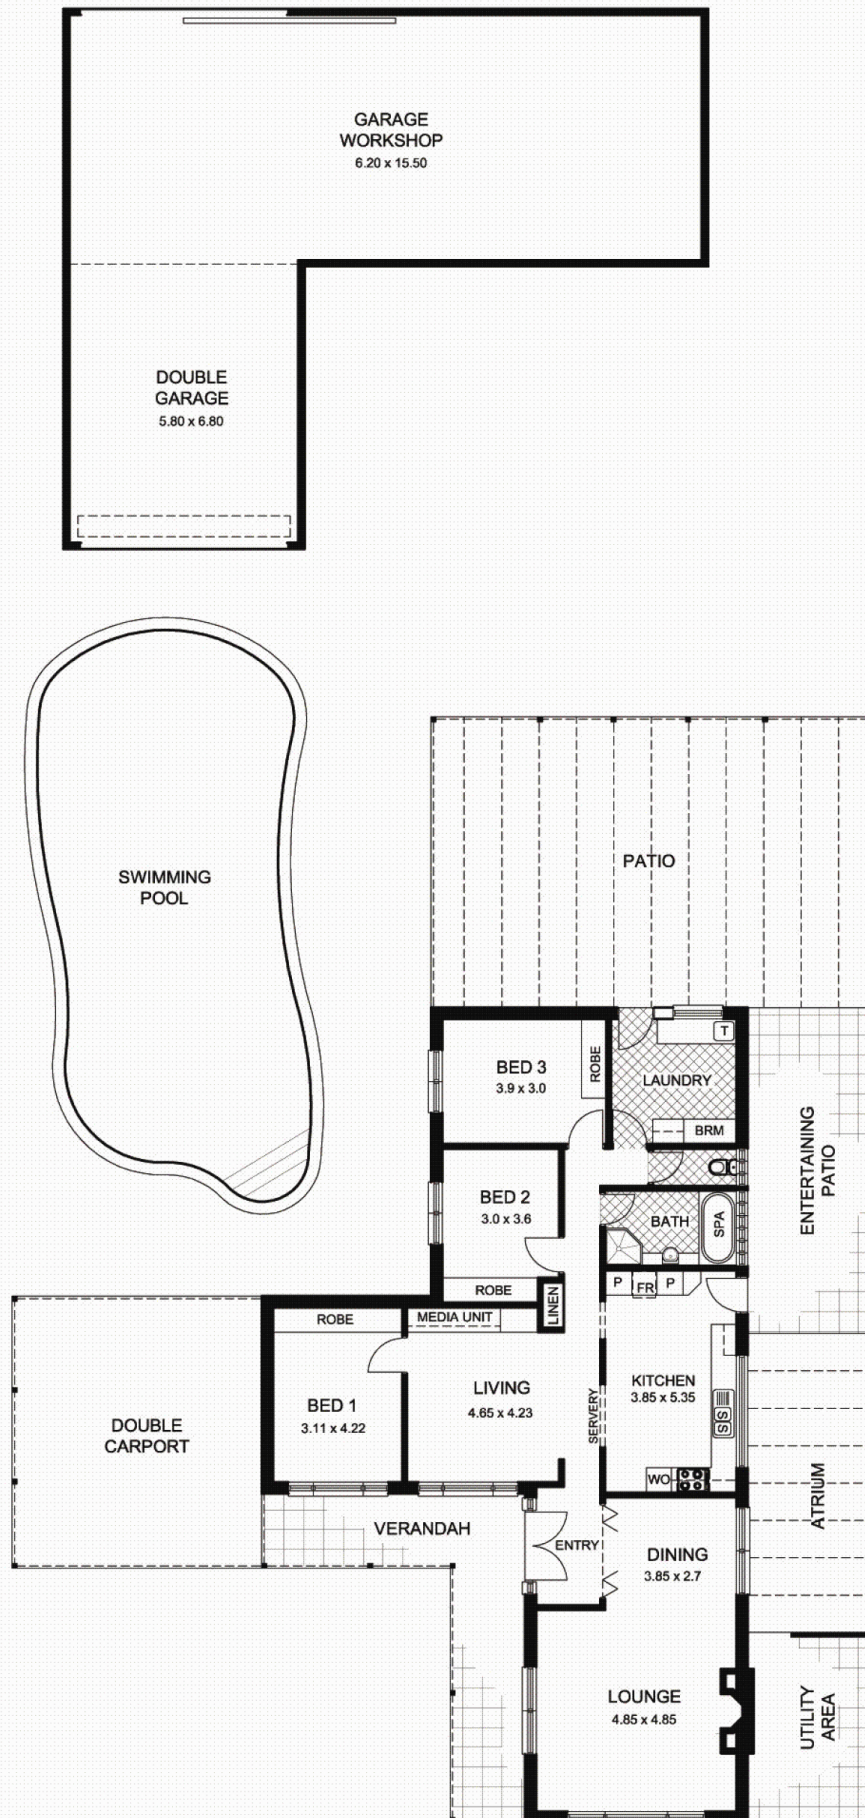 GARAGE
WORKSHOP
6.20 x 15.50
DOUBLE
GARAGE
5.80 x 6.80
SWIMMING
POOL
PATIO
BED 3
3.9 x 3.0
ROBE
T
LAUNDRY
BRM
ENTERTAINING
PATIO
BED 2
3.0 x 3.6
ROBE
LINEN
BATH
SPA
P
FR
P
ROBE
MEDIA UNIT
BED 1
3.11 x 4.22
LIVING
4.65 x 4.23
SERVERY
KITCHEN
3.85 x 5.35
WO
DOUBLE
CARPORT
VERANDAH
ENTRY
DINING
3.85 x 2.7
ATRIUM
LOUNGE
4.85 x 4.85
UTILITY
AREA